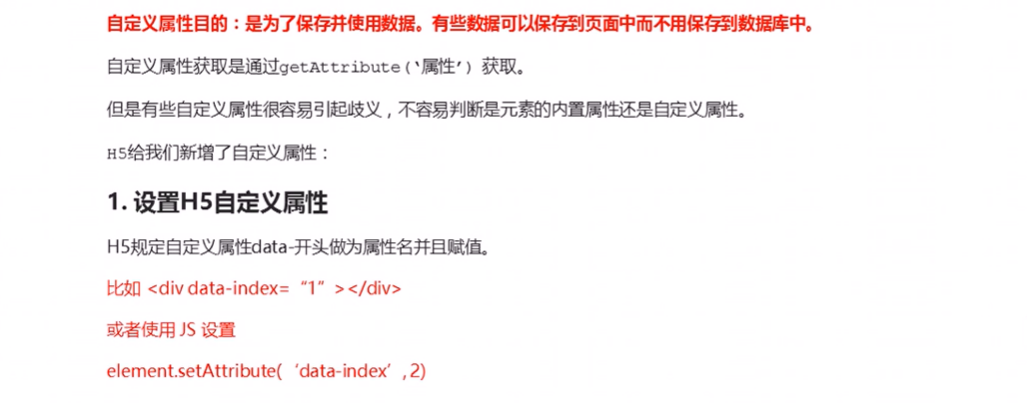 自定义属性目的：是为了保存并使用数据。有些数据可以保存到页面中而不用保存到数据库中。
自定义属性获取是通过getAttribute(‘属性’) 获取。
但是有些自定义属性很容易引起歧义，不容易判断是元素的内置属性还是自定义属性。
H5给我们新增了自定义属性：
1. 设置H5自定义属性
H5规定自定义属性data-开头做为属性名并且赋值。
比如 <div data-index=“1”></div>
或者使用 JS 设置
element.setAttribute(‘data-index’, 2)